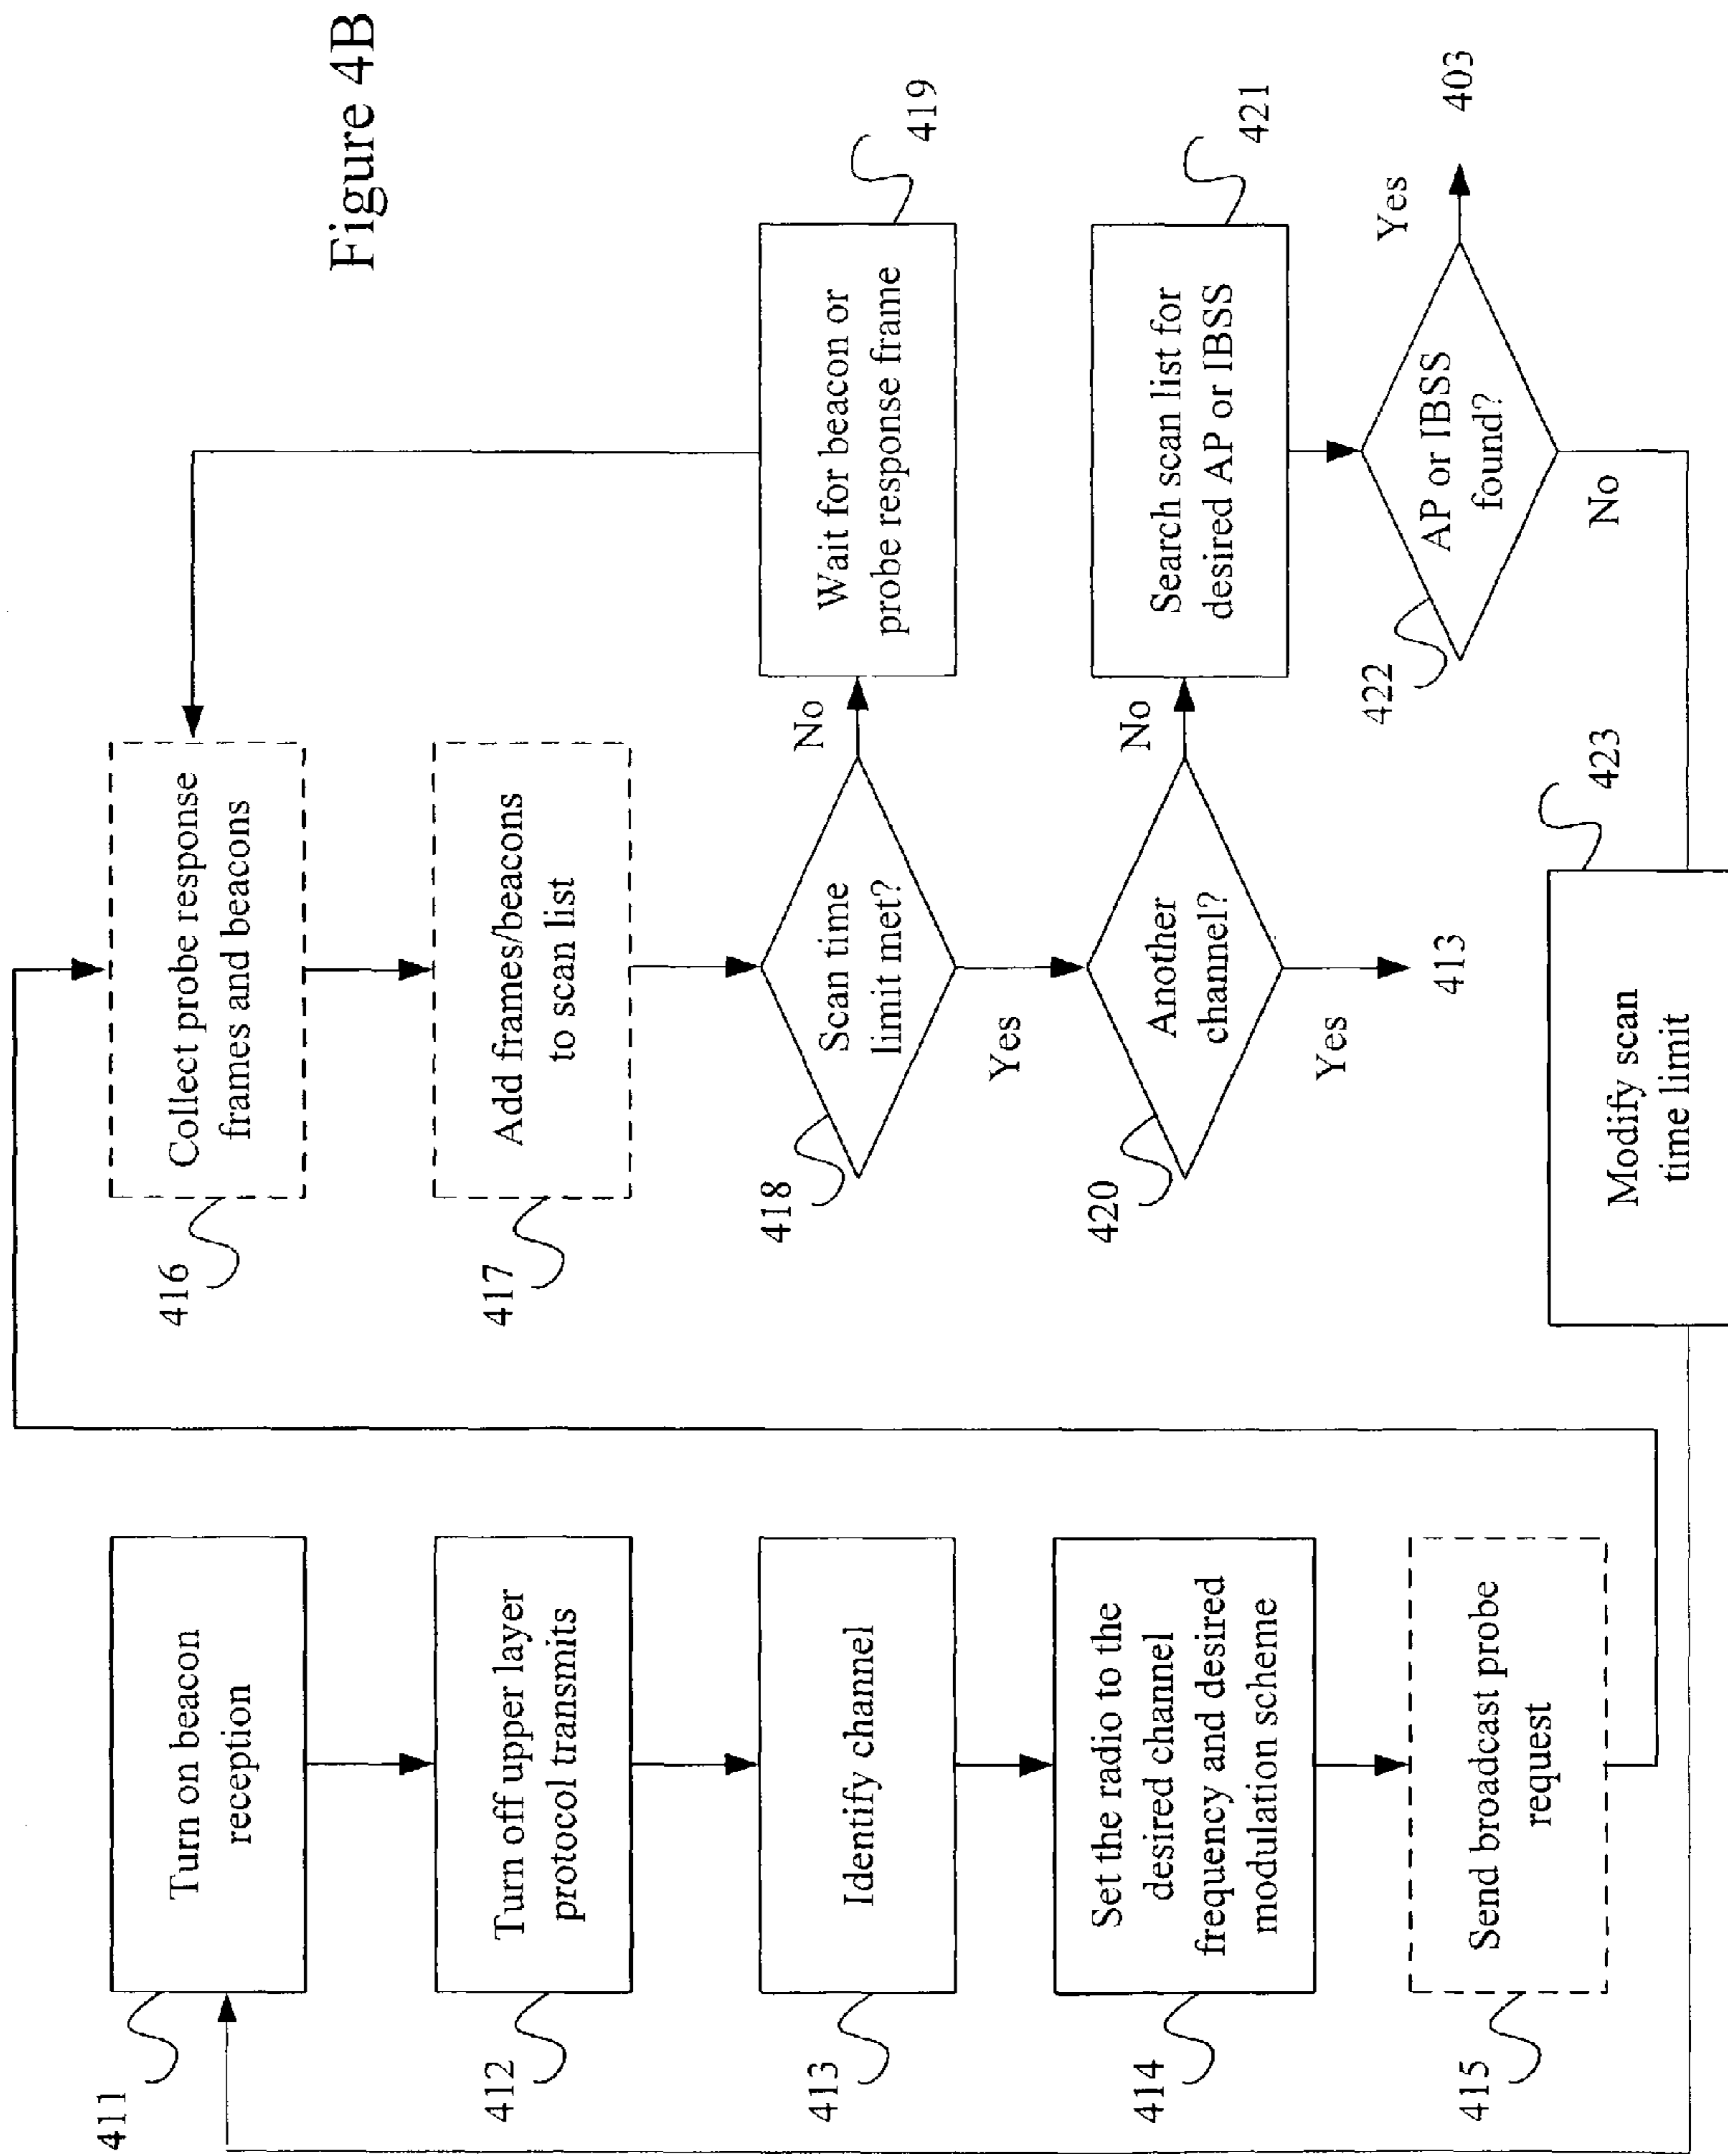 Figure 4B
411
Turn on beacon
reception
412
Turn off upper layer
protocol transmits
413
Identify channel
414
Set the radio to the
desired channel
frequency and desired
modulation scheme
415
Send broadcast probe
request
416
Collect probe response
frames and beacons
417
Add frames/beacons
to scan list
418
Scan time
limit met?
No
Yes
Wait for beacon or
probe response frame
419
420
Another
channel?
No
Yes
413
Search scan list for
desired AP or IBSS
421
422
AP or IBSS
found?
Yes
403
No
423
Modify scan
time limit